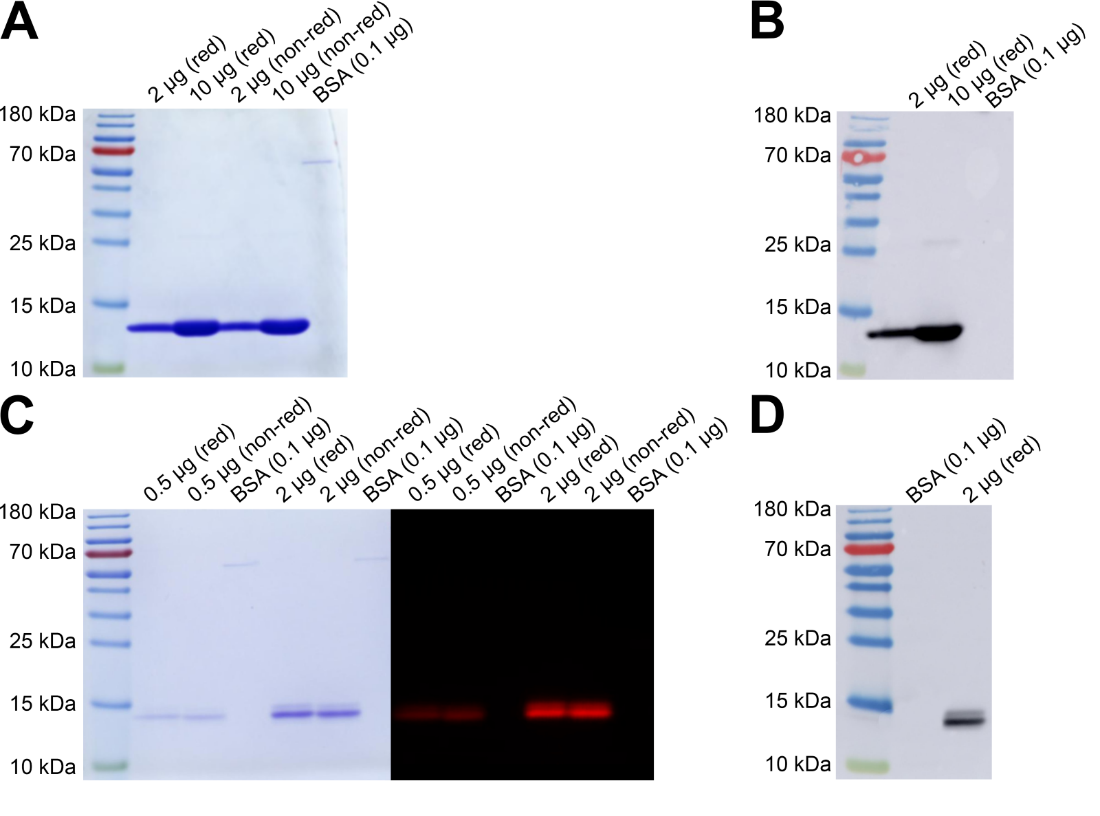 A
2 µg (red)
10 µg (red)
2 µg (non-red)
10 µg (non-red)
BSA (0.1 µg)
180 kDa
70 kDa
25 kDa
15 kDa
10 kDa
B
2 µg (red)
10 µg (red)
BSA (0.1 µg)
180 kDa
70 kDa
25 kDa
15 kDa
10 kDa
C
0.5 µg (red)
0.5 µg (non-red)
BSA (0.1 µg)
2 µg (red)
2 µg (non-red)
BSA (0.1 µg)
0.5 µg (red)
0.5 µg (non-red)
BSA (0.1 µg)
2 µg (red)
2 µg (non-red)
BSA (0.1 µg)
180 kDa
70 kDa
25 kDa
15 kDa
10 kDa
D
BSA (0.1 µg)
2 µg (red)
180 kDa
70 kDa
25 kDa
15 kDa
10 kDa